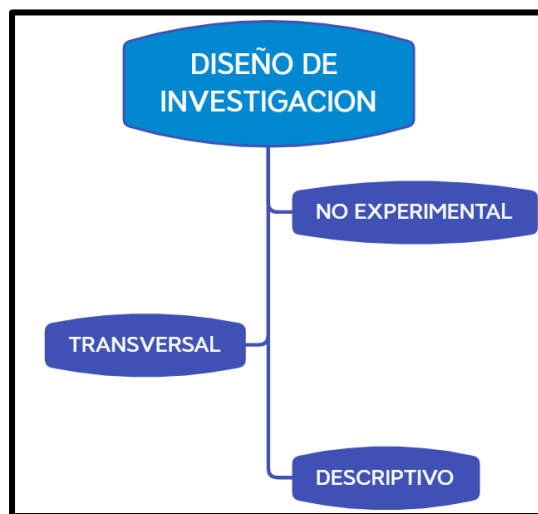 DISEÑO DE
INVESTIGACION
NO EXPERIMENTAL
TRANSVERSAL
DESCRIPTIVO